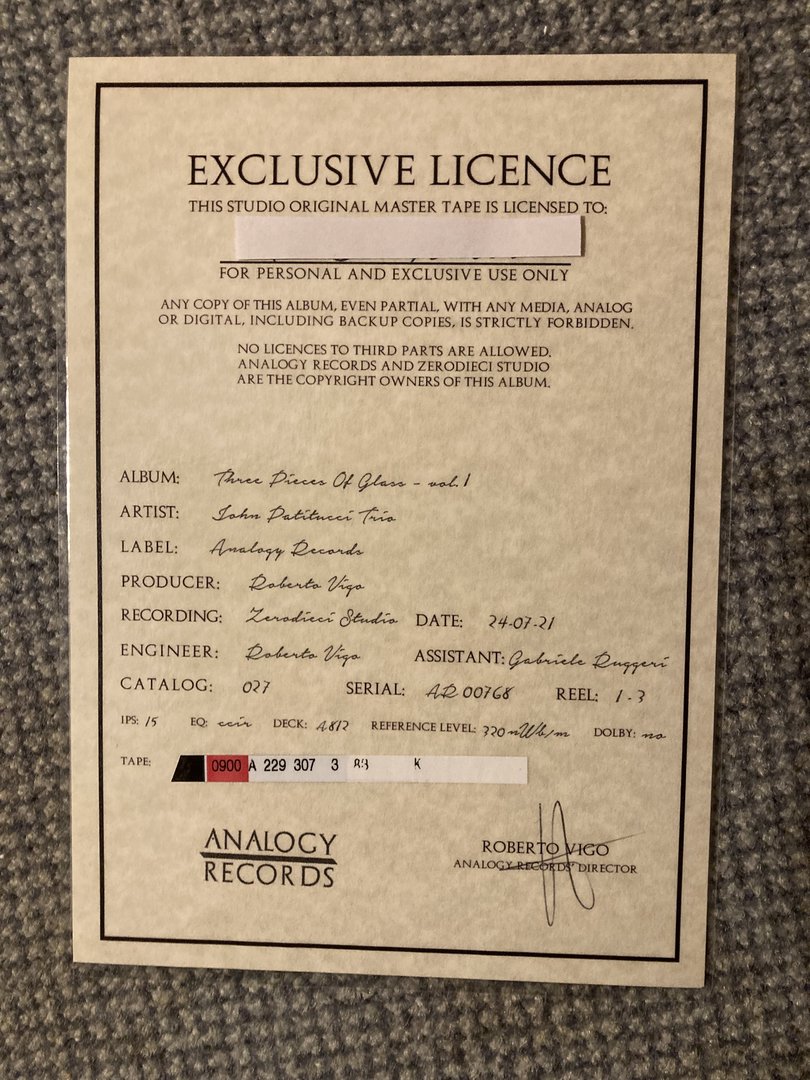 EXCLUSIVE LICENCE
THIS STUDIO ORIGINAL MASTER TAPE IS LICENSED TO:
FOR PERSONAL AND EXCLUSIVE USE ONLY
ANY COPY OF THIS ALBUM, EVEN PARTIAL, WITH ANY MEDIA, ANALOG
OR DIGITAL, INCLUDING BACKUP COPIES, IS STRICTLY FORBIDDEN.
NO LICENCES TO THIRD PARTS ARE ALLOWED.
ANALOGY RECORDS AND ZERODIECI STUDIO
ARE THE COPYRIGHT OWNERS OF THIS ALBUM.
ALBUM: Three Pieces Of Glass - vol. 1
ARTIST: John Patitucci Trio
LABEL: Analogy Records
PRODUCER: Roberto Vigo
RECORDING: Zerodieci Studio DATE: 24-07-21
ENGINEER: Roberto Vigo ASSISTANT: Gabriele Ruggeri
CATALOG: 027 SERIAL: AR 00768 REEL: 1-3
IPS: 15 EQ: ccir DECK: A812 REFERENCE LEVEL: 320 nWb/m DOLBY: no
TAPE: 0900 A 229 307 3 K
ANALOGY
RECORDS
ROBERTO VIGO
ANALOGY RECORDS' DIRECTOR